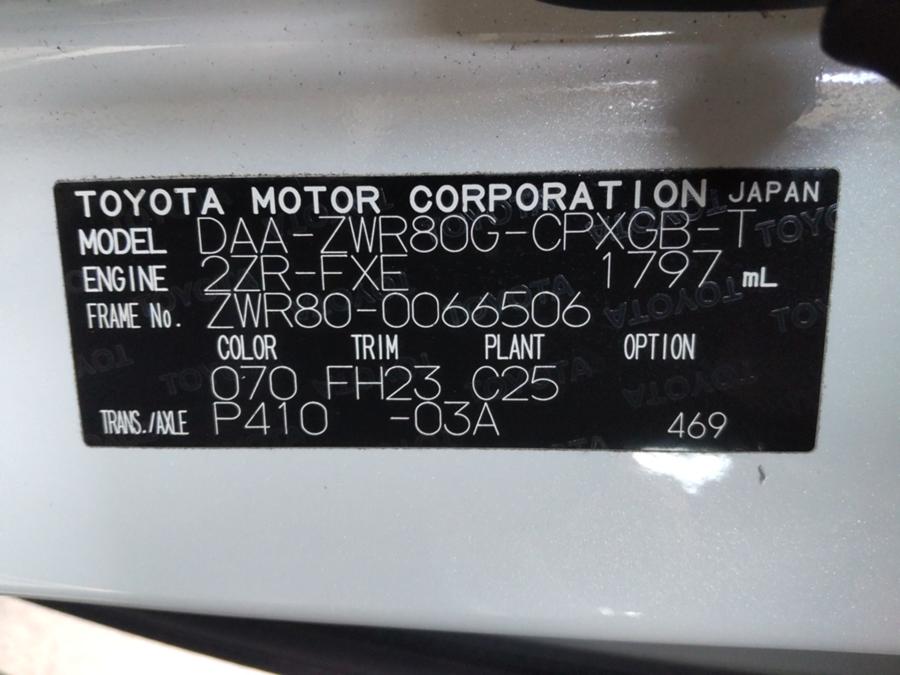 TOYOTA MOTOR CORPORATION JAPAN
MODEL DAA-ZWR80G-CPXGB-T
ENGINE 2ZR-FXE 1797 mL
FRAME No. ZWR80-0066506
COLOR TRIM PLANT OPTION
070 FH23 C25
TRANS./AXLE P410 -03A 469